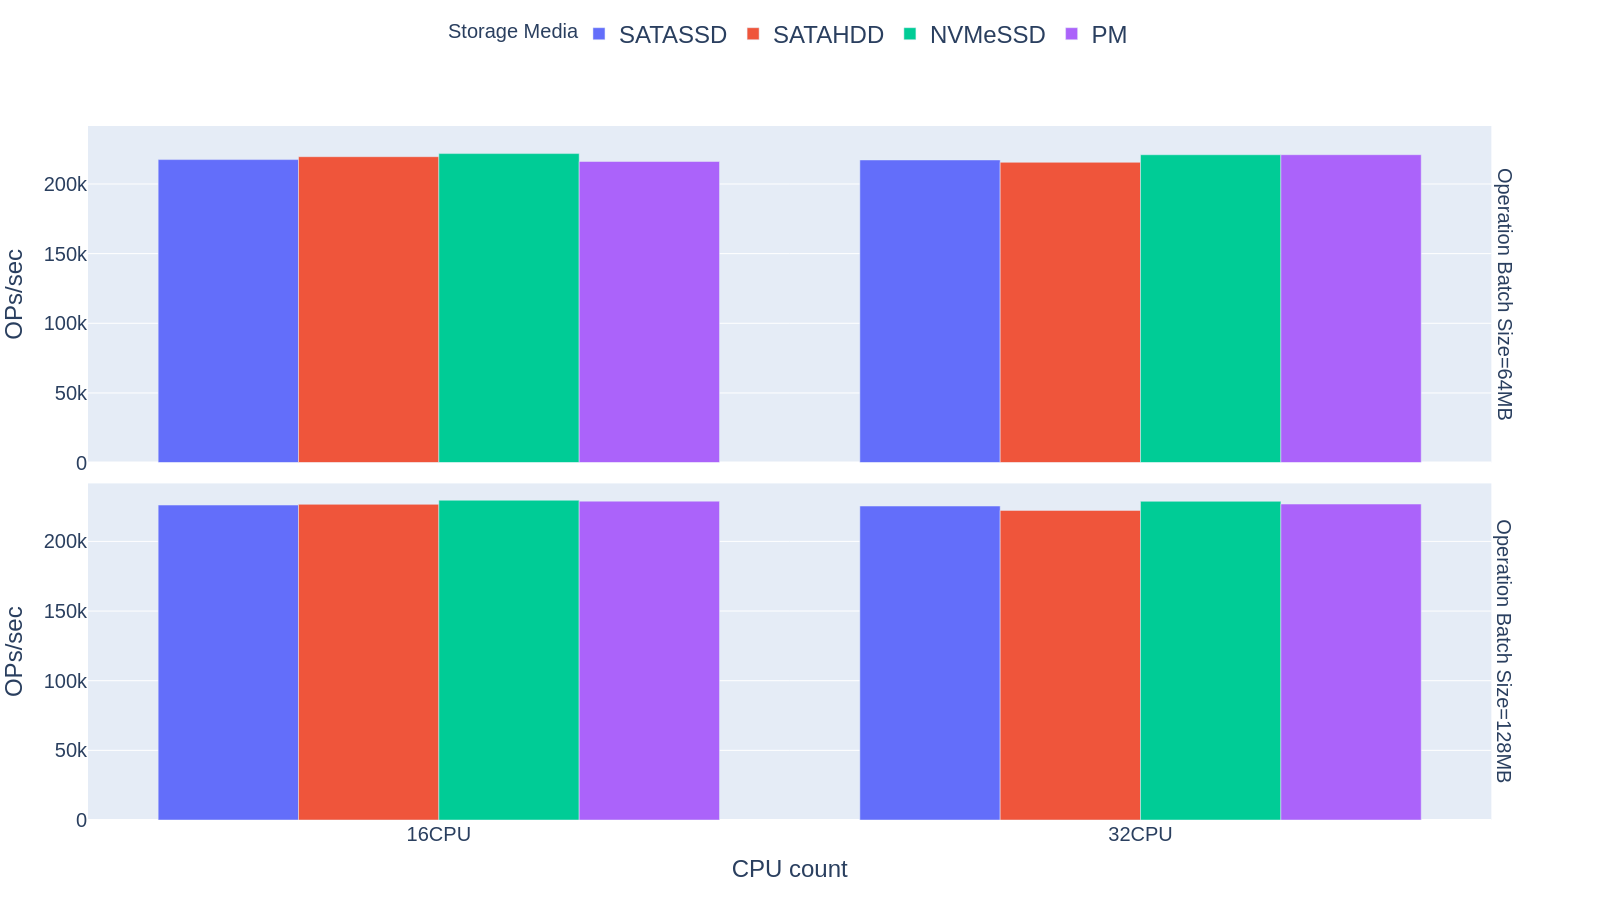 Storage Media SATASSD SATAHDD NVMeSSD PM
200k
150k
100k
50k
0
OPs/sec
Operation Batch Size=64MB
200k
150k
100k
50k
0
OPs/sec
Operation Batch Size=128MB
16CPU 32CPU
CPU count